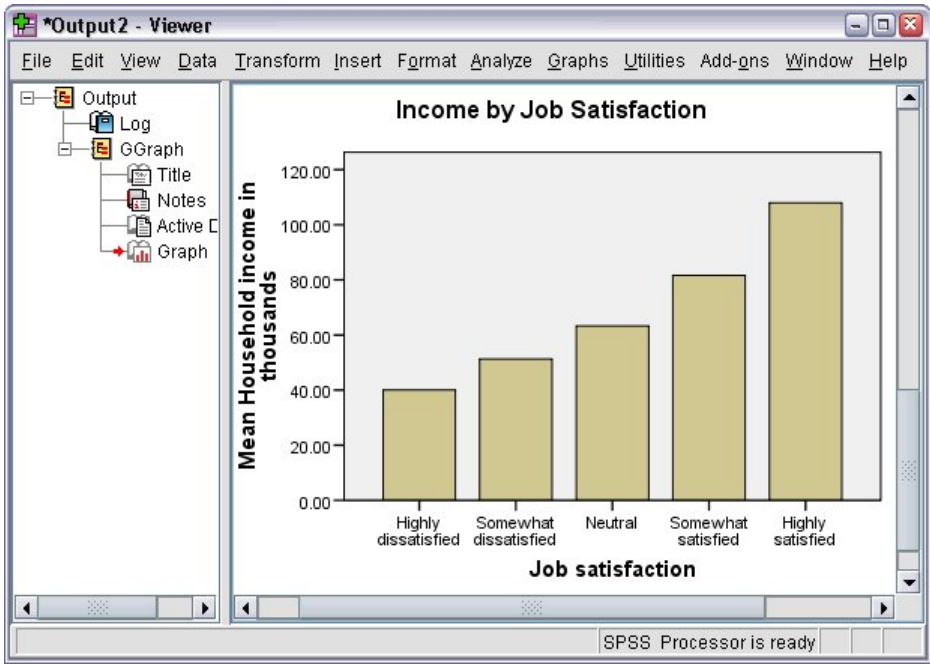 *Output2 - Viewer
File Edit View Data Transform Insert Format Analyze Graphs Utilities Add-ons Window Help
Output
Log
GGraph
Title
Notes
Active D
Graph
Income by Job Satisfaction
Mean Household income in
thousands
120.00
100.00
80.00
60.00
40.00
20.00
0.00
Highly
dissatisfied
Somewhat
dissatisfied
Neutral
Somewhat
satisfied
Highly
satisfied
Job satisfaction
SPSS Processor is ready